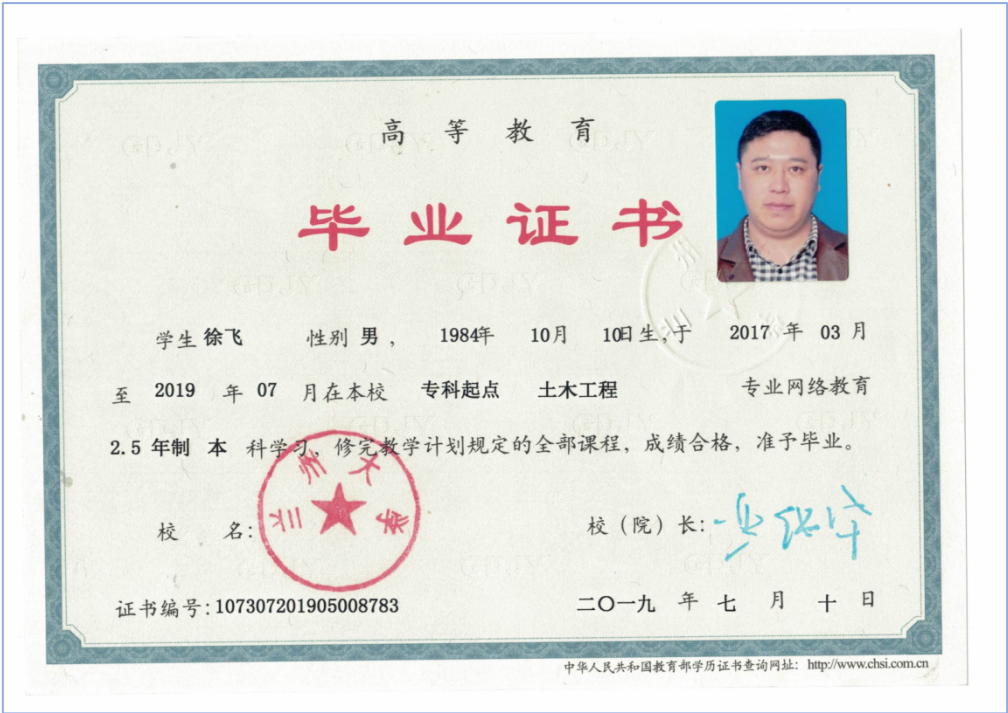 高等教育
毕业证书
学生 徐飞 性别 男， 1984年 10月 10日生，于 2017 年 03 月
至 2019 年 07 月在本校 专科起点 土木工程 专业网络教育
2.5 年制 本 科学习，修完教学计划规定的全部课程，成绩合格，准予毕业。
兰州大学
校 名：
校（院）长：
证书编号：107307201905008783
二〇一九 年 七 月 十 日
中华人民共和国教育部学历证书查询网址： http://www.chsi.com.cn